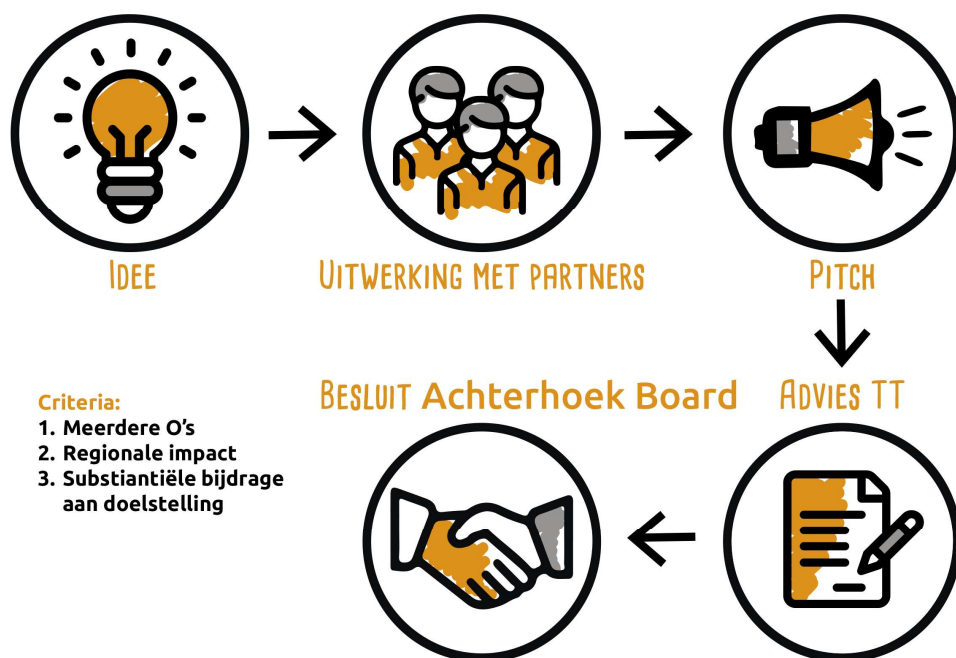 Idee
Uitwerking met partners
Pitch
Besluit Achterhoek Board
Advies TT
Criteria:
1. Meerdere O's
2. Regionale impact
3. Substantiële bijdrage
aan doelstelling